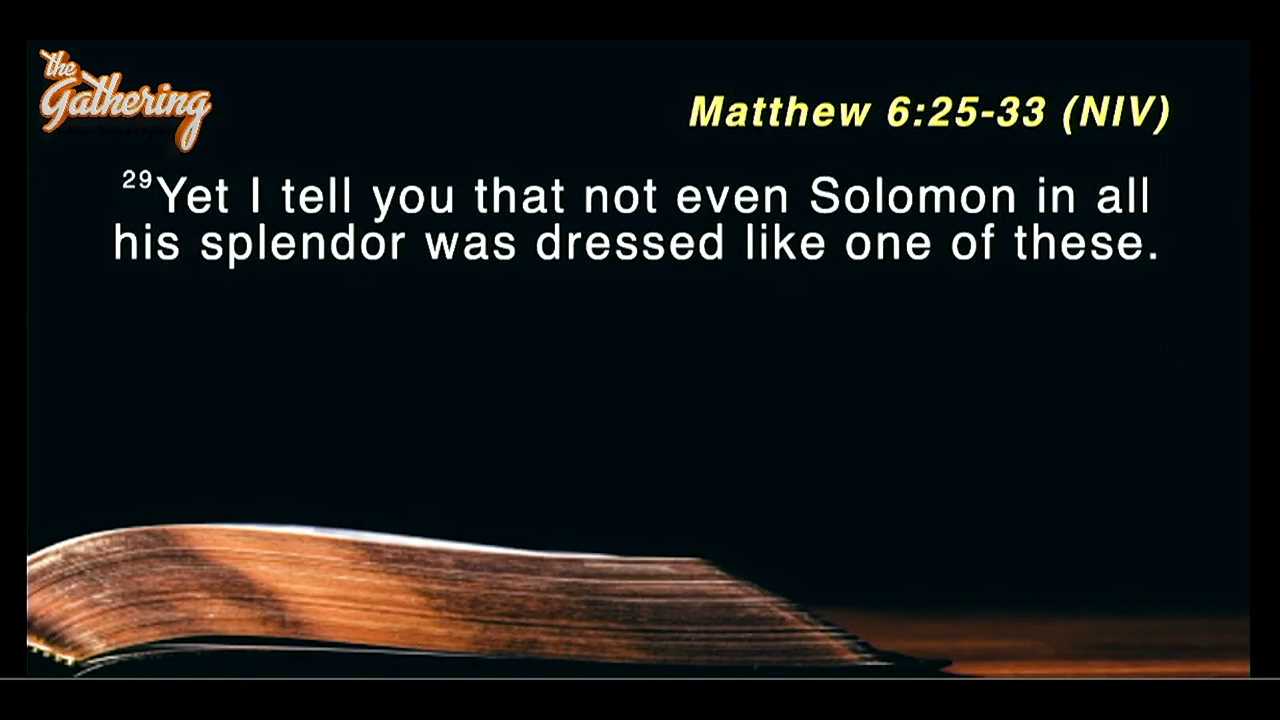 the
Gathering
Matthew 6:25-33 (NIV)
29Yet I tell you that not even Solomon in all
his splendor was dressed like one of these.